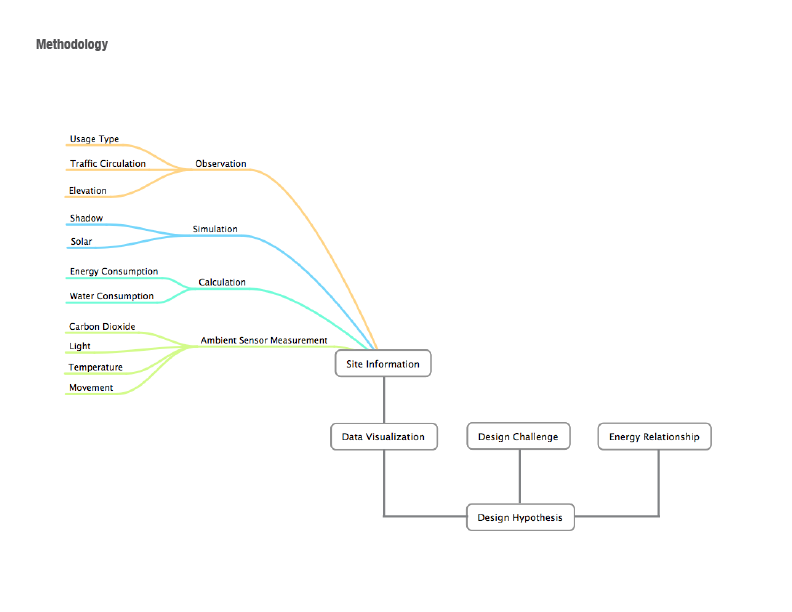 Methodology
Usage Type
Traffic Circulation
Observation
Elevation
Shadow
Simulation
Solar
Energy Consumption
Calculation
Water Consumption
Carbon Dioxide
Ambient Sensor Measurement
Light
Temperature
Movement
Site Information
Data Visualization
Design Challenge
Energy Relationship
Design Hypothesis